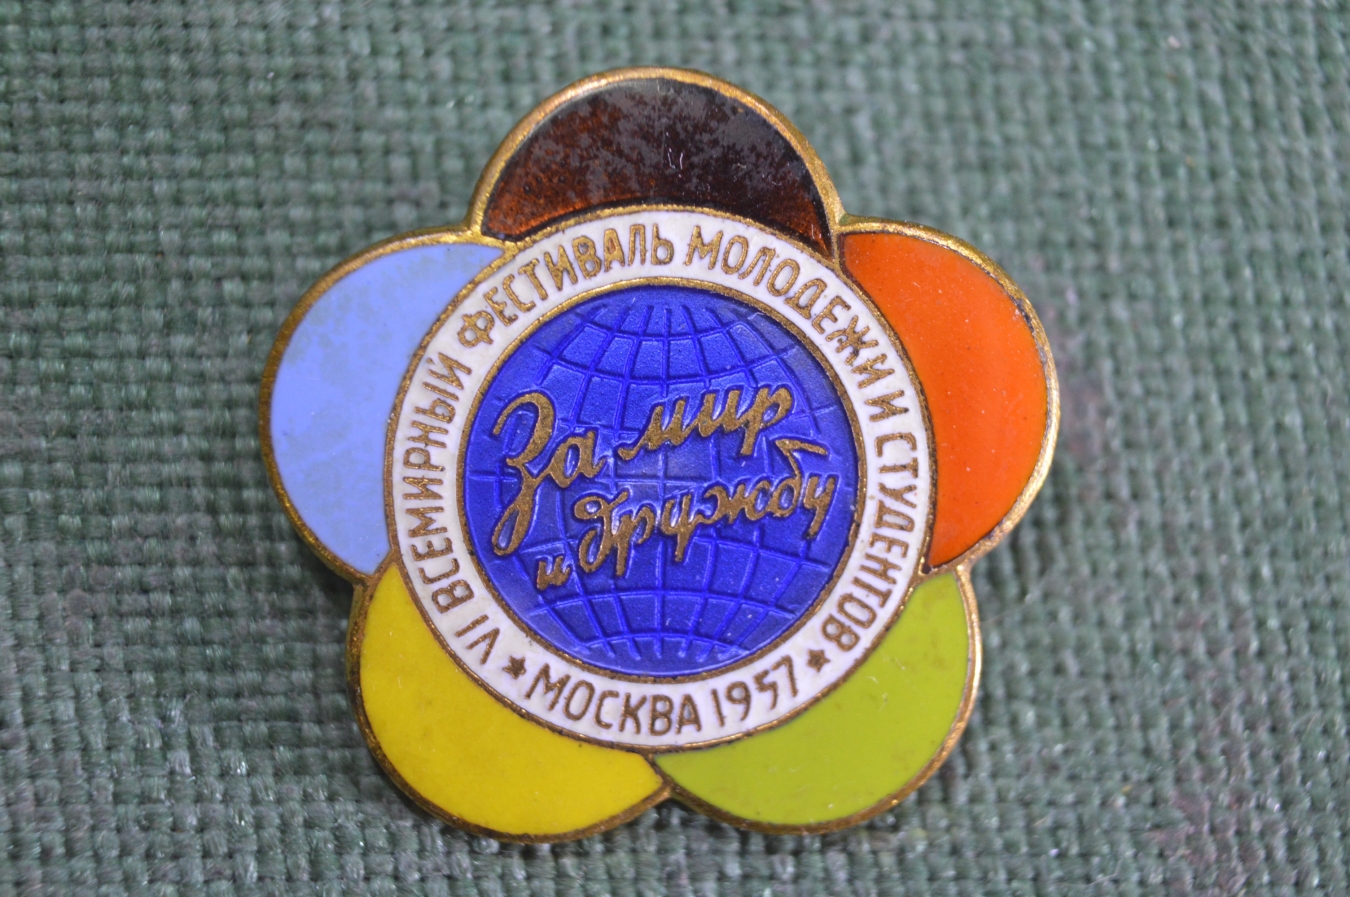 VI ВСЕМИРНЫЙ ФЕСТИВАЛЬ МОЛОДЕЖИ И СТУДЕНТОВ
★ МОСКВА 1957 ★
За мир
и дружбу